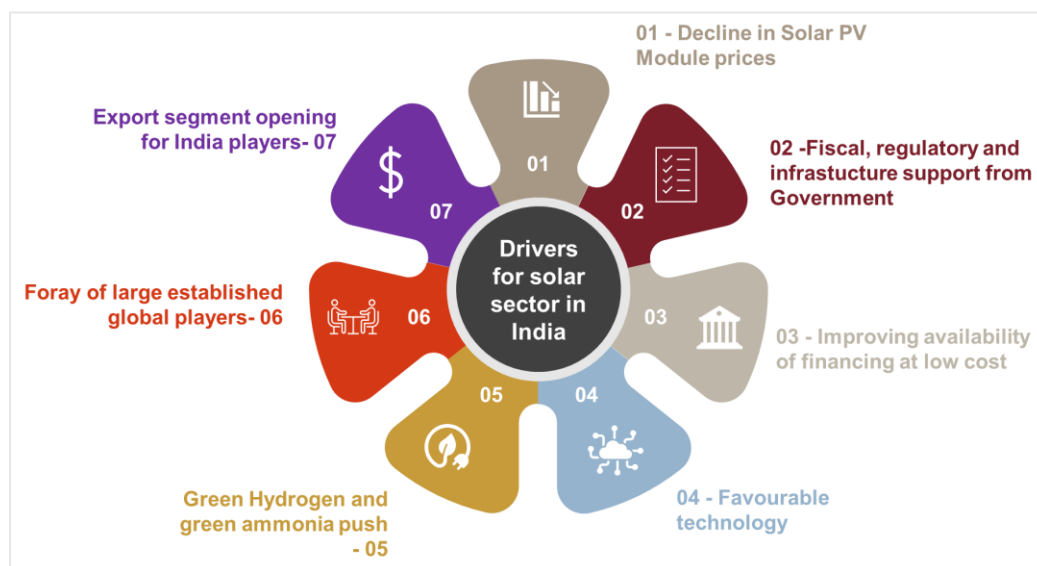 01 - Decline in Solar PV
Module prices
01
02 -Fiscal, regulatory and
infrastucture support from
Government
02
03 - Improving availability
of financing at low cost
03
04 - Favourable
technology
04
Green Hydrogen and
green ammonia push
- 05
05
Foray of large established
global players- 06
06
Export segment opening
for India players- 07
07
Drivers
for solar
sector in
India